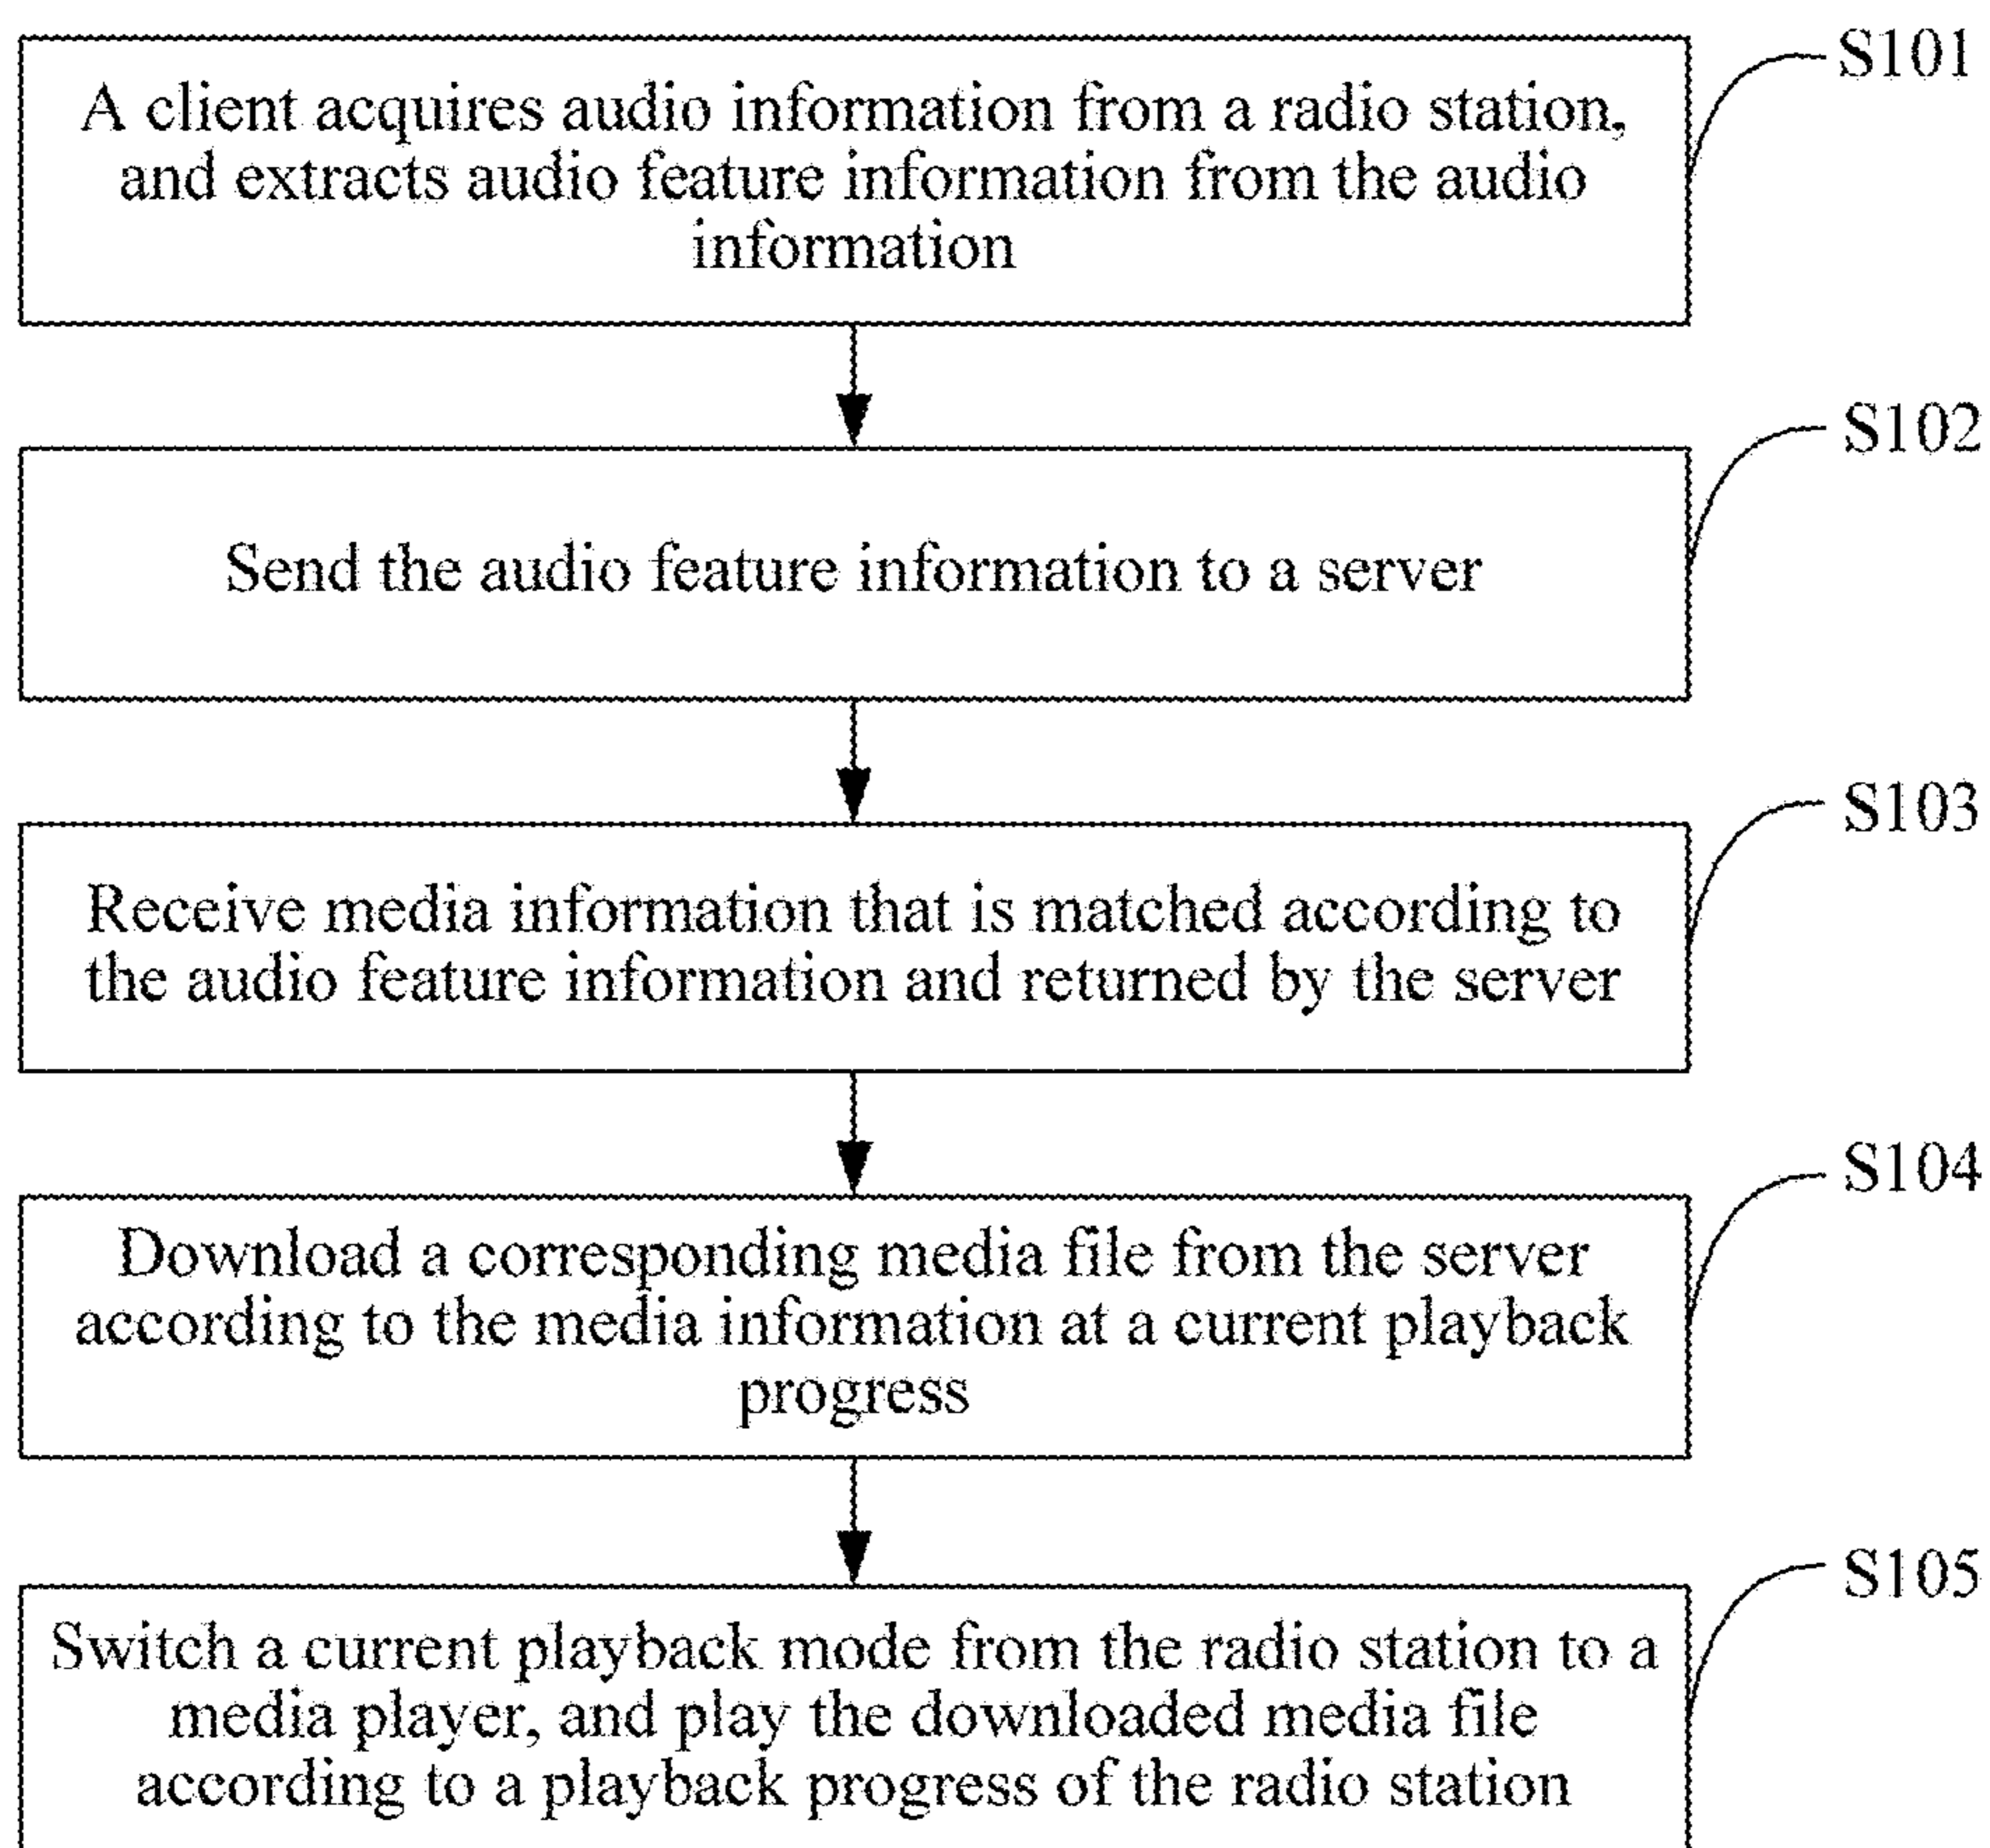 S101
A client acquires audio information from a radio station,
and extracts audio feature information from the audio
information
S102
Send the audio feature information to a server
S103
Receive media information that is matched according to
the audio feature information and returned by the server
S104
Download a corresponding media file from the server
according to the media information at a current playback
progress
S105
Switch a current playback mode from the radio station to a
media player, and play the downloaded media file
according to a playback progress of the radio station